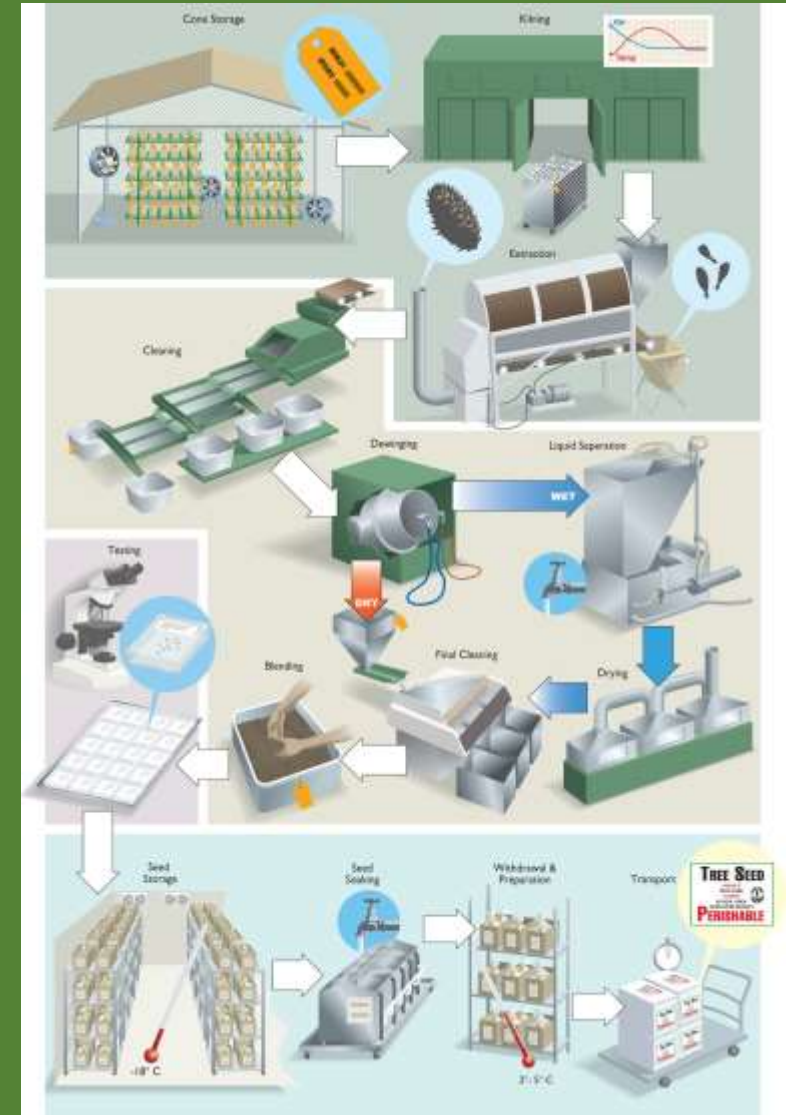 Cone Storage
Kilning
Extraction
Cleaning
Dewinging
Liquid Separation
WET
DRY
Testing
Blending
Final Cleaning
Drying
Seed
Storage
Seed
Soaking
Withdrawal &
Preparation
Transport
TREE SEED
PERISHABLE
-18° C
2°-5° C